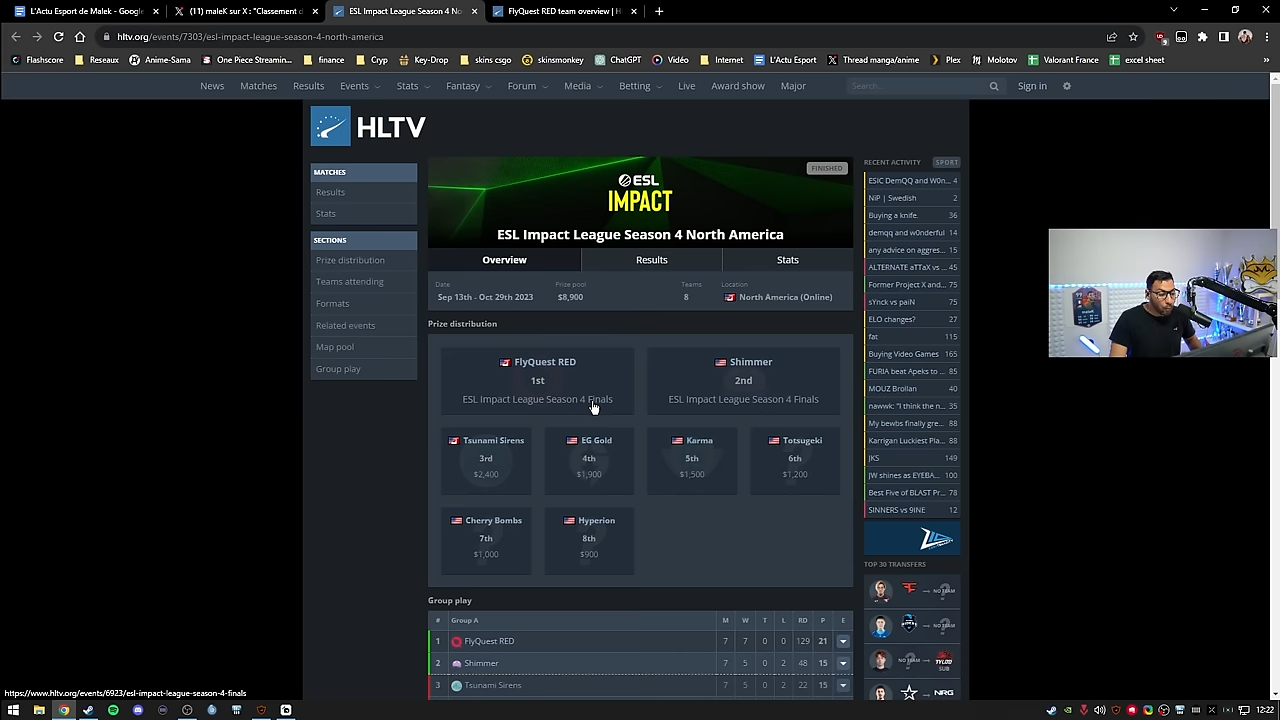 L'Actu Esport de Malek - Google
(11) maleK sur X : "Classement d
ESL Impact League Season 4 No
FlyQuest RED team overview | H
hltv.org/events/7303/esl-impact-league-season-4-north-america
Flashscore
Reseaux
Anime-Sama
One Piece Streamin...
finance
Cryp
Key-Drop
skins csgo
skinsmonkey
ChatGPT
Vidéo
Internet
L'Actu Esport
Thread manga/anime
Plex
Molotov
Valorant France
excel sheet
News
Matches
Results
Events
Stats
Fantasy
Forum
Media
Betting
Live
Award show
Major
Search...
Sign in
HLTV
MATCHES
Results
Stats
SECTIONS
Prize distribution
Teams attending
Formats
Related events
Map pool
Group play
FINISHED
ESL
IMPACT
ESL Impact League Season 4 North America
Overview
Results
Stats
Date
Prize pool
Teams
Location
Sep 13th - Oct 29th 2023
$8,900
8
North America (Online)
Prize distribution
FlyQuest RED
1st
ESL Impact League Season 4 Finals
Shimmer
2nd
ESL Impact League Season 4 Finals
Tsunami Sirens
3rd
$2,400
EG Gold
4th
$1,900
Karma
5th
$1,500
Totsugeki
6th
$1,200
Cherry Bombs
7th
$1,000
Hyperion
8th
$900
Group play
# Group A M W T L RD P E
1 FlyQuest RED 7 7 0 0 129 21
2 Shimmer 7 5 0 2 48 15
3 Tsunami Sirens 7 5 0 2 22 15
RECENT ACTIVITY SPORT
ESIC DemQQ and W0n... 4
NiP | Swedish 2
Buying a knife. 36
demqq and w0nderful 14
any advice on aggres... 15
ALTERNATE aTTaX vs ... 45
Former Project X and... 75
sYnck vs paiN 75
ELO changes? 27
fat 115
Buying Video Games 165
FURIA beat Apeks to ... 85
MOUZ Brollan 40
nawwk: "I think the n... 35
My bewbs finally gre... 88
Karrigan Luckiest Pla... 88
JKS 149
JW shines as EYEBA... 100
Best Five of BLAST Pr... 78
SINNERS vs 9INE 12
TOP 30 TRANSFERS
NO TEAM
NO TEAM
NO TEAM
SUB
NRG
https://www.hltv.org/events/6923/esl-impact-league-season-4-finals
12:22